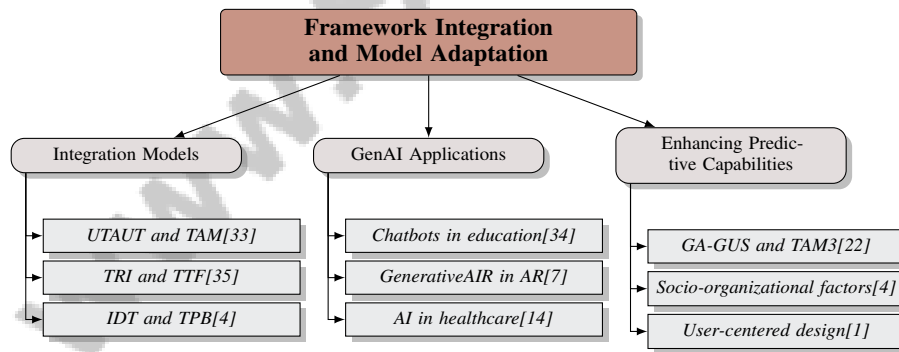 Framework Integration
and Model Adaptation
Integration Models
GenAI Applications
Enhancing Predic-
tive Capabilities
UTAUT and TAM[33]
TRI and TTF[35]
IDT and TPB[4]
Chatbots in education[34]
GenerativeAIR in AR[7]
AI in healthcare[14]
GA-GUS and TAM3[22]
Socio-organizational factors[4]
User-centered design[1]
www.